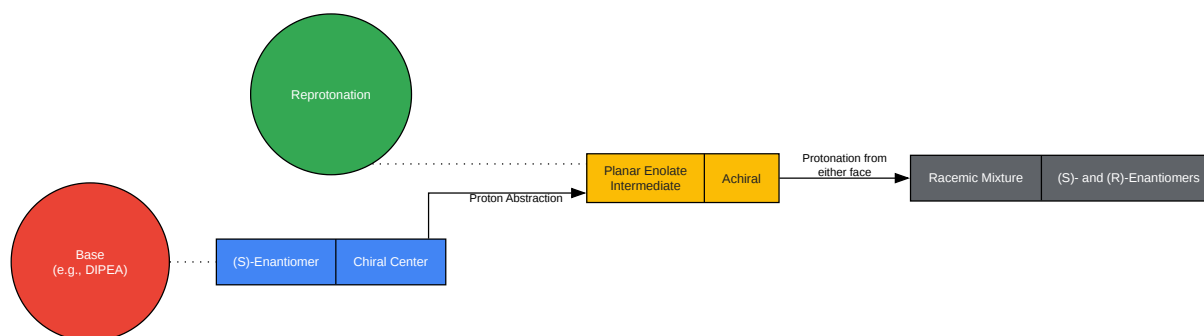 Reprotonation
Base
(e.g., DIPEA)
(S)-Enantiomer
Chiral Center
Proton Abstraction
Planar Enolate
Intermediate
Achiral
Protonation from
either face
Racemic Mixture
(S)- and (R)-Enantiomers